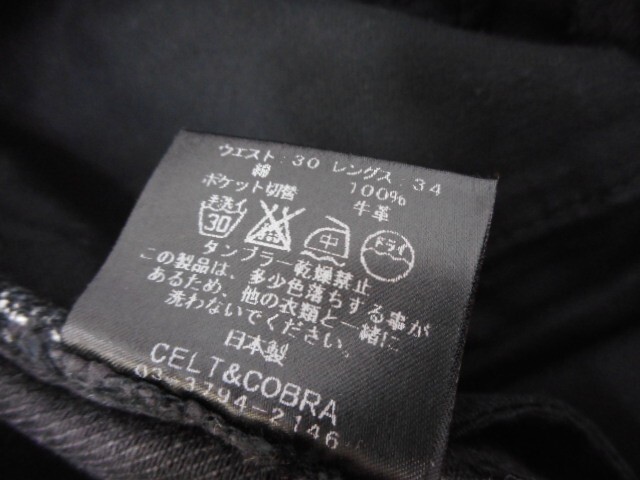 ウエスト:30 レングス:34
綿 100%
ポケット切替 牛革
手洗イ 30 中 ドライ
タンブラー乾燥禁止
この製品は、多少色落ちする事が
あるため、他の衣類と一緒に
洗わないでください。
日本製
CELT&COBRA
03-3794-2146